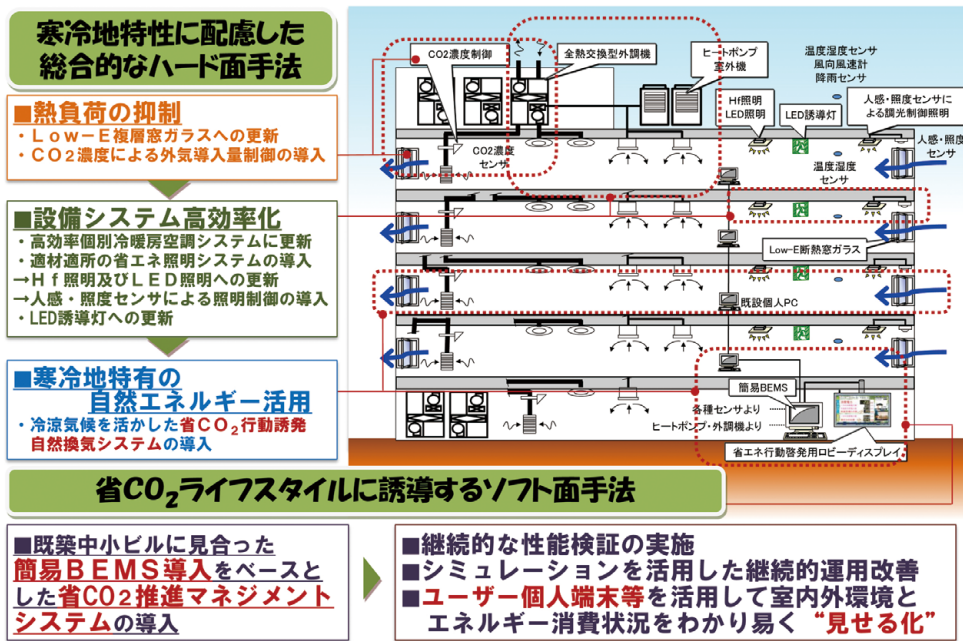 寒冷地特性に配慮した
総合的なハード面手法
■熱負荷の抑制
・Ｌｏｗ－Ｅ複層窓ガラスへの更新
・ＣＯ２濃度による外気導入量制御の導入
■設備システム高効率化
・高効率個別冷暖房空調システムに更新
・適材適所の省エネ照明システムの導入
→Ｈｆ照明及びＬＥＤ照明への更新
→人感・照度センサによる照明制御の導入
・LED誘導灯への更新
■寒冷地特有の
自然エネルギー活用
・冷涼気候を活かした省ＣＯ２行動誘発
自然換気システムの導入
CO2濃度制御
全熱交換型外調機
ヒートポンプ
室外機
温度湿度センサ
風向風速計
降雨センサ
Hf照明
LED照明
LED誘導灯
人感・照度センサ
による調光制御照明
CO2濃度
センサ
温度湿度
センサ
人感・照度
センサ
Low-E断熱窓ガラス
既設個人PC
簡易BEMS
各種センサより
ヒートポンプ・外調機より
省エネ行動啓発用ロビーディスプレイ
省CO2ライフスタイルに誘導するソフト面手法
■既築中小ビルに見合った
簡易ＢＥＭＳ導入をベースと
した省CO2推進マネジメント
システムの導入
■継続的な性能検証の実施
■シミュレーションを活用した継続的運用改善
■ユーザー個人端末等を活用して室内外環境と
エネルギー消費状況をわかり易く “見せる化”